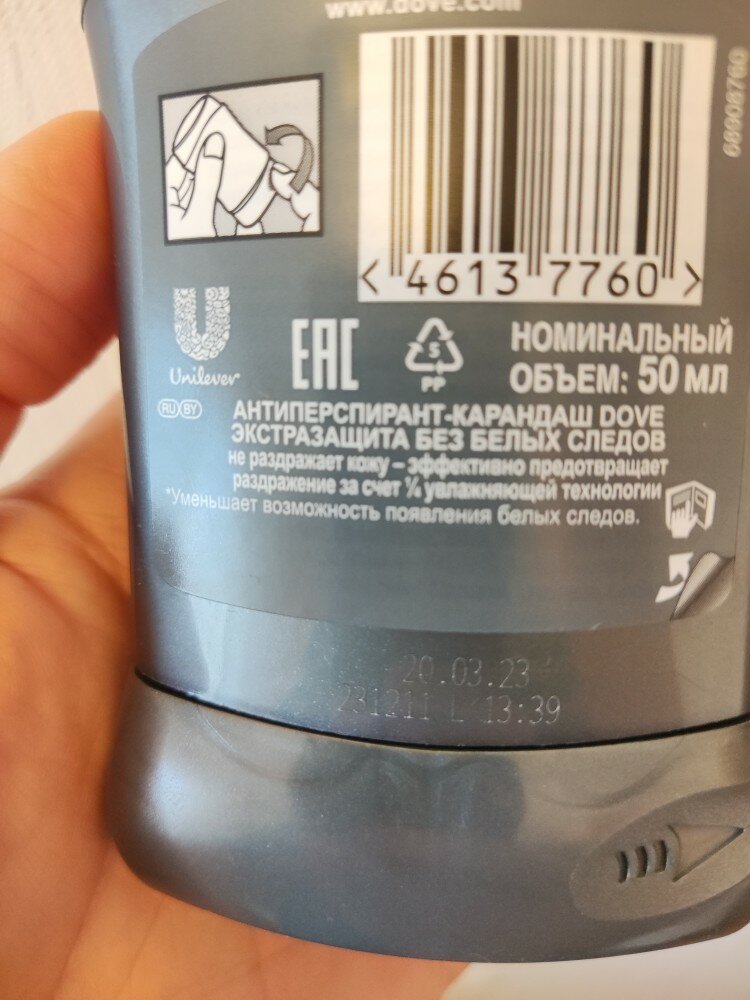 www.dove.com
68908760
<4613 7760>
Unilever
EAC
5
PP
НОМИНАЛЬНЫЙ
ОБЪЕМ: 50 МЛ
RU BY
АНТИПЕРСПИРАНТ-КАРАНДАШ DOVE
ЭКСТРАЗАЩИТА БЕЗ БЕЛЫХ СЛЕДОВ
не раздражает кожу – эффективно предотвращает
раздражение за счет ¼ увлажняющей технологии
*Уменьшает возможность появления белых следов.
20.03.23
231211 L 13:39